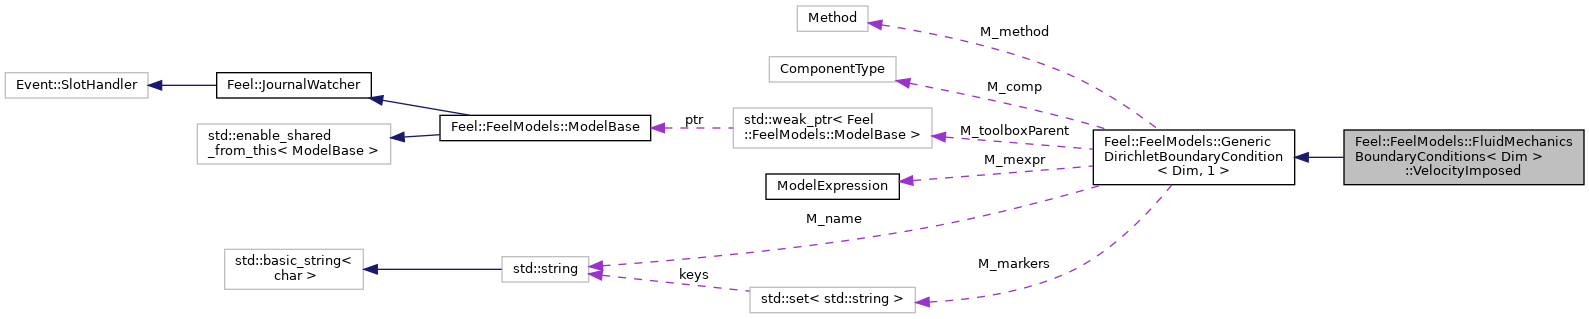 Method
M_method
ComponentType
M_comp
Event::SlotHandler
Feel::JournalWatcher
std::enable_shared
_from_this< ModelBase >
Feel::FeelModels::ModelBase
ptr
std::weak_ptr< Feel
::FeelModels::ModelBase >
M_toolboxParent
M_mexpr
ModelExpression
Feel::FeelModels::Generic
DirichletBoundaryCondition
< Dim, 1 >
Feel::FeelModels::FluidMechanics
BoundaryConditions< Dim >
::VelocityImposed
M_name
std::basic_string<
char >
std::string
keys
std::set< std::string >
M_markers